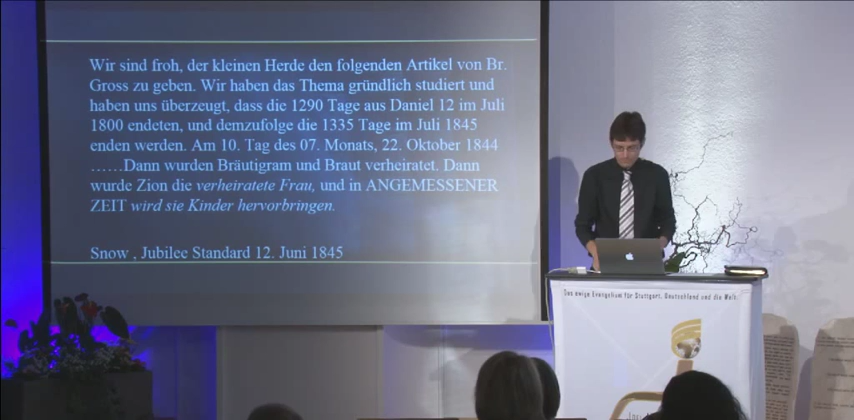 Wir sind froh, der kleinen Herde den folgenden Artikel von Br.
Gross zu geben. Wir haben das Thema gründlich studiert und
haben uns überzeugt, dass die 1290 Tage aus Daniel 12 im Juli
1800 endeten, und demzufolge die 1335 Tage im Juli 1845
enden werden. Am 10. Tag des 07. Monats, 22. Oktober 1844
……Dann wurden Bräutigram und Braut verheiratet. Dann
wurde Zion die verheiratete Frau, und in ANGEMESSENER
ZEIT wird sie Kinder hervorbringen.
Snow , Jubilee Standard 12. Juni 1845
Das ewige Evangelium für Stuttgart, Deutschland und die Welt